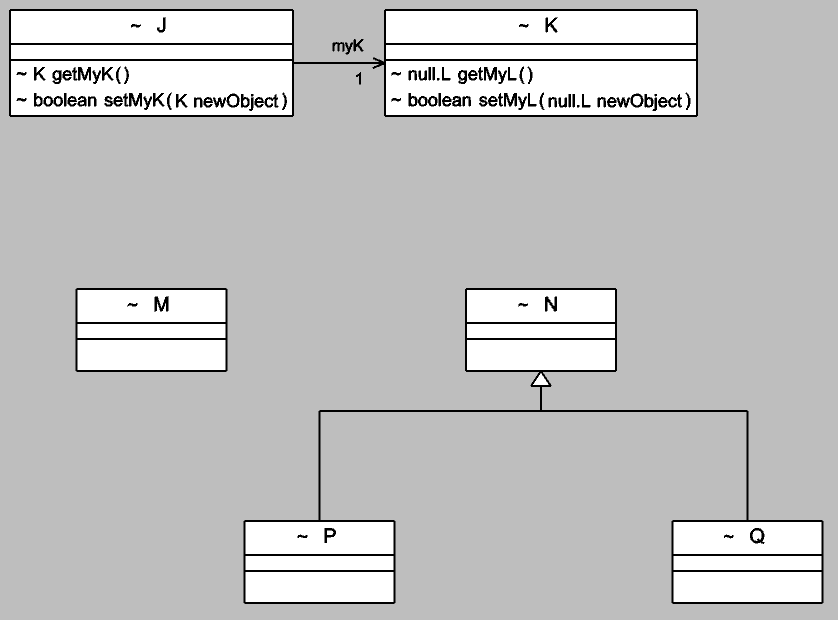 ~ J
~ K getMyK()
~ boolean setMyK(K newObject)
myK
1
~ K
~ null.L getMyL()
~ boolean setMyL(null.L newObject)
~ M
~ N
~ P
~ Q